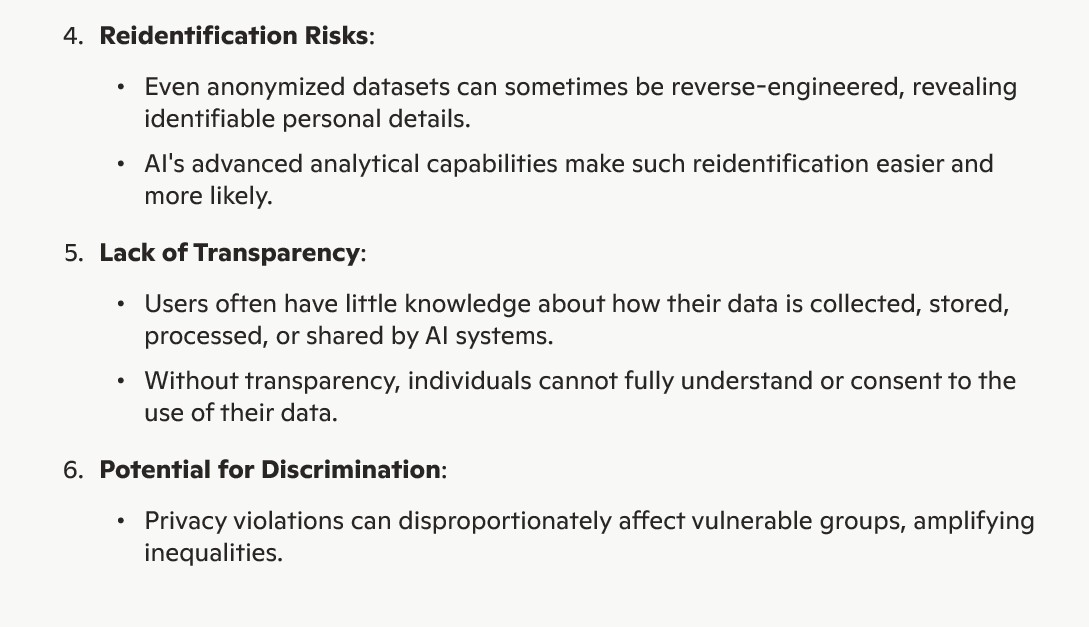 4. Reidentification Risks:
• Even anonymized datasets can sometimes be reverse-engineered, revealing
identifiable personal details.
• AI's advanced analytical capabilities make such reidentification easier and
more likely.
5. Lack of Transparency:
• Users often have little knowledge about how their data is collected, stored,
processed, or shared by AI systems.
• Without transparency, individuals cannot fully understand or consent to the
use of their data.
6. Potential for Discrimination:
• Privacy violations can disproportionately affect vulnerable groups, amplifying
inequalities.